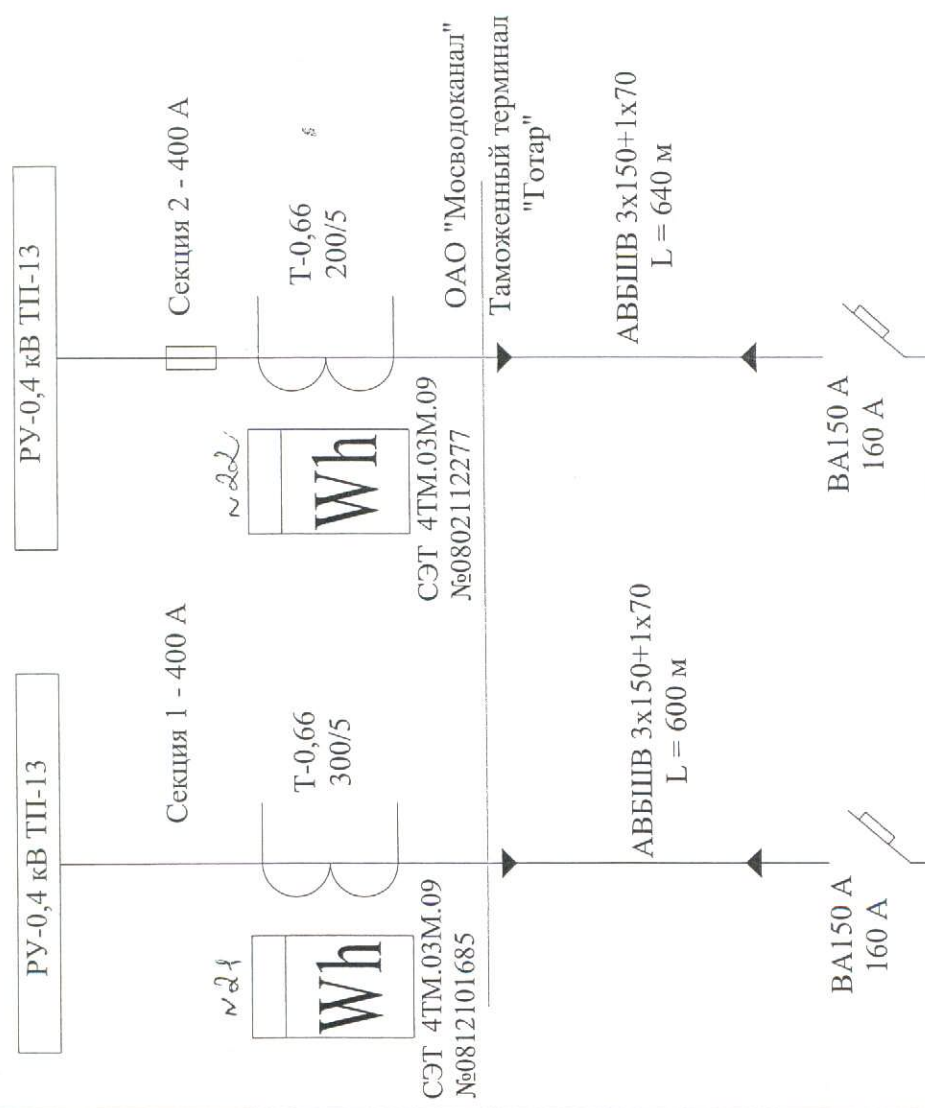 РУ-0,4 кВ ТП-13
Секция 1 - 400 А
Т-0,66
300/5
N21
Wh
СЭТ 4ТМ.03М.09
№0812101685
АВБШВ 3х150+1х70
L = 600 м
ВА150 А
160 А
РУ-0,4 кВ ТП-13
Секция 2 - 400 А
Т-0,66
200/5
N22
Wh
СЭТ 4ТМ.03М.09
№0802112277
ОАО "Мосводоканал"
Таможенный терминал
"Готар"
АВБШВ 3х150+1х70
L = 640 м
ВА150 А
160 А